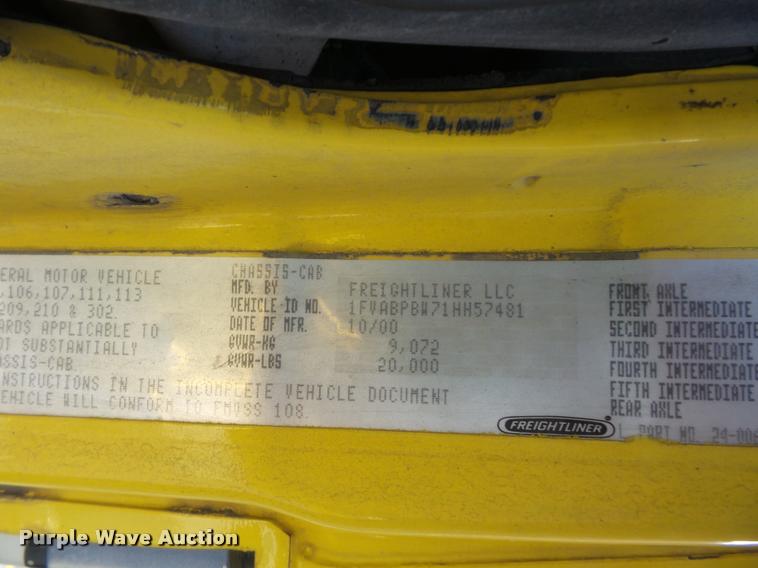 ERAL MOTOR VEHICLE
,106,107,111,113
209,210 & 302.
ARDS APPLICABLE TO
OT SUBSTANTIALLY
ASSIS-CAB
INSTRUCTIONS IN THE INCOMPLETE VEHICLE DOCUMENT
VEHICLE WILL CONFORM TO FMVSS 108
CHASSIS-CAB
MFD. BY FREIGHTLINER LLC
VEHICLE ID NO. 1FVABPBW71HH57481
DATE OF MFR. 10/00
GVWR-KG 9,072
GVWR-LBS 20,000
FREIGHTLINER
FRONT AXLE
FIRST INTERMEDIATE
SECOND INTERMEDIATE
THIRD INTERMEDIATE
FOURTH INTERMEDIATE
FIFTH INTERMEDIATE
REAR AXLE
PART NO. 24-00
Purple Wave Auction